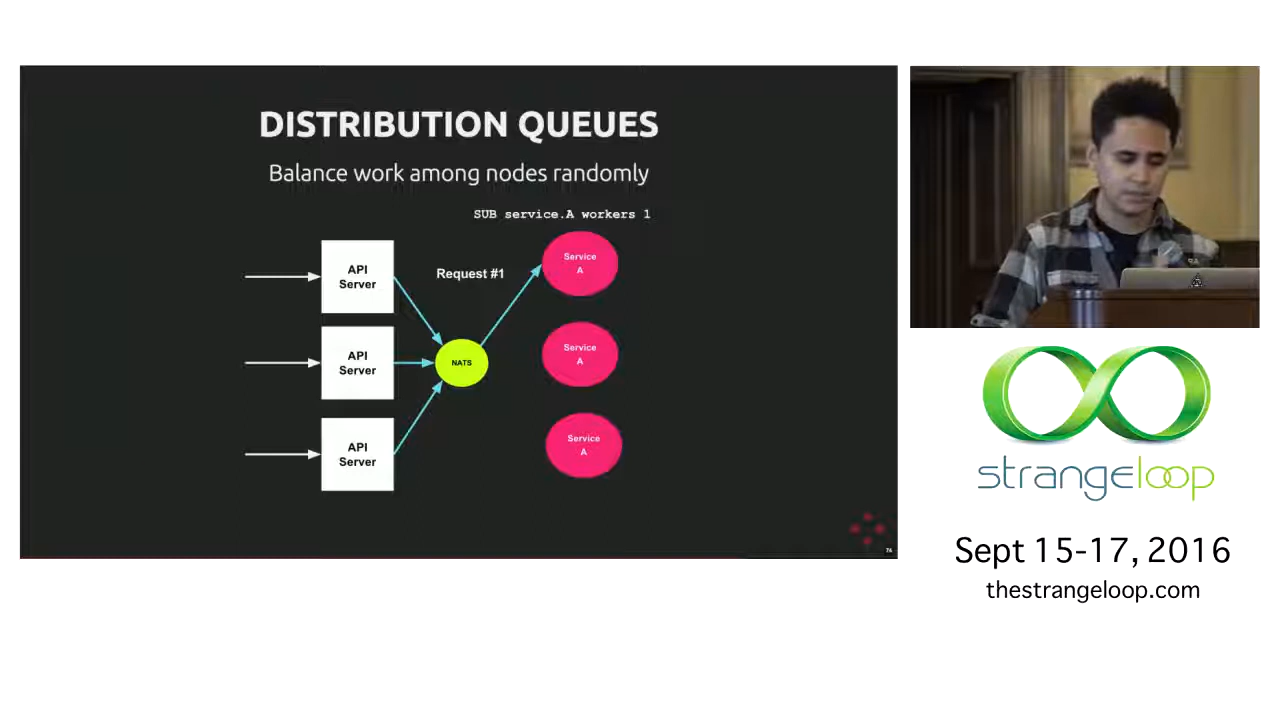 DISTRIBUTION QUEUES
Balance work among nodes randomly
SUB service.A workers 1
API
Server
Request #1
Service
A
API
Server
NATS
Service
A
API
Server
Service
A
strangeloop
Sept 15-17, 2016
thestrangeloop.com